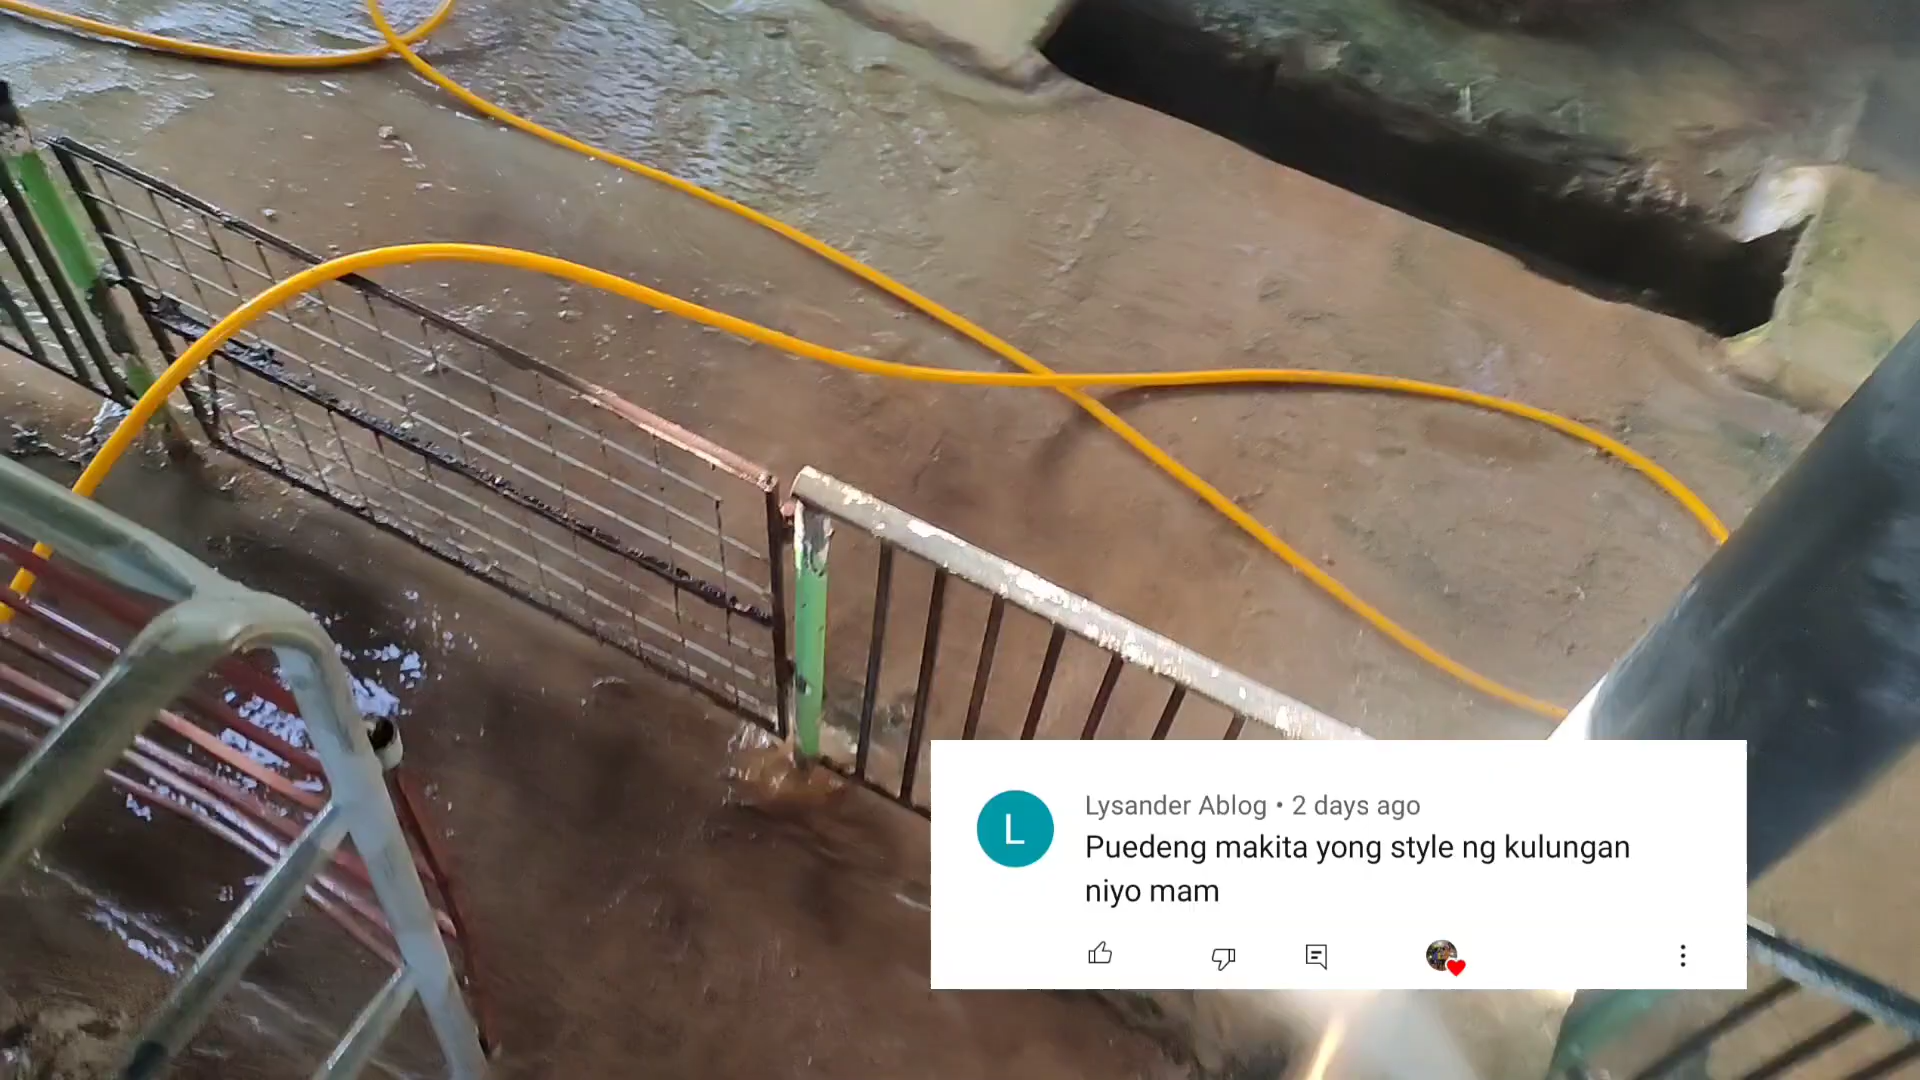 L
Lysander Ablog • 2 days ago
Puedeng makita yong style ng kulungan
niyo mam